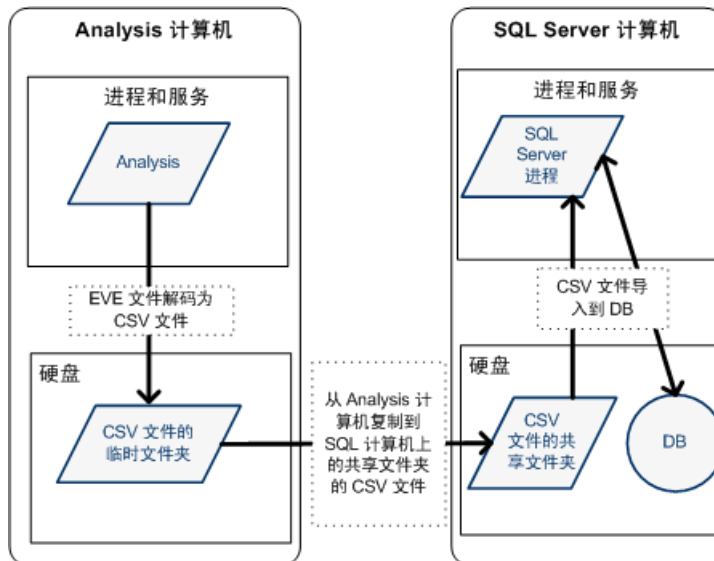 Analysis 计算机
进程和服务
Analysis
EVE 文件解码为
CSV 文件
硬盘
CSV 文件的
临时文件夹
从 Analysis 计
算机复制到
SQL 计算机上
的共享文件夹
的 CSV 文件
SQL Server 计算机
进程和服务
SQL
Server
进程
CSV 文件导
入到 DB
硬盘
CSV
文件的共
享文件夹
DB